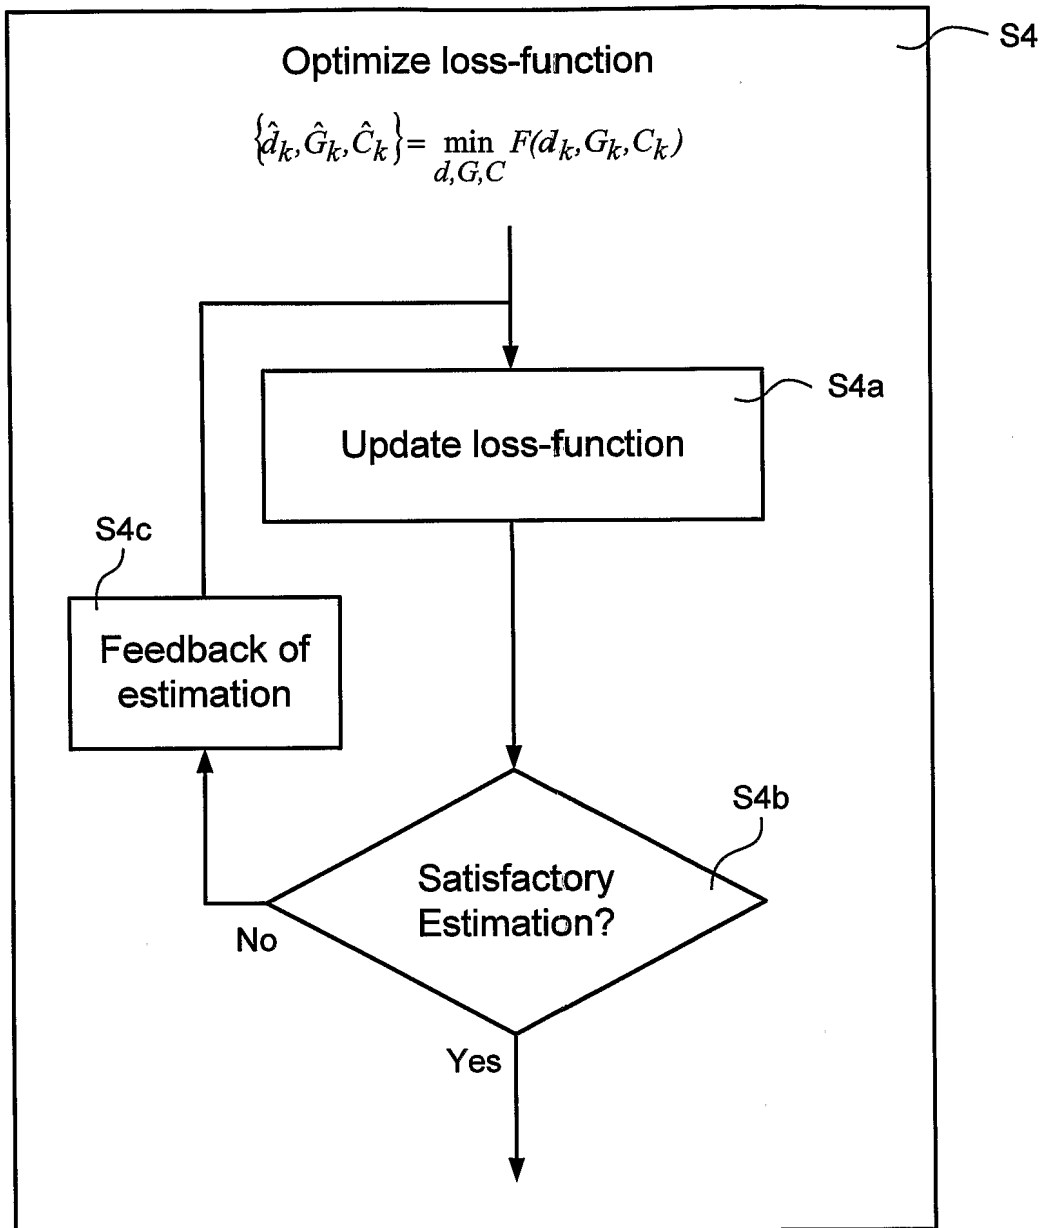 S4
Optimize loss-function
{d̂ₖ, Ĝₖ, Ĉₖ} = min F(dₖ, Gₖ, Cₖ)
d,G,C
S4a
Update loss-function
S4c
Feedback of
estimation
S4b
Satisfactory
Estimation?
No
Yes